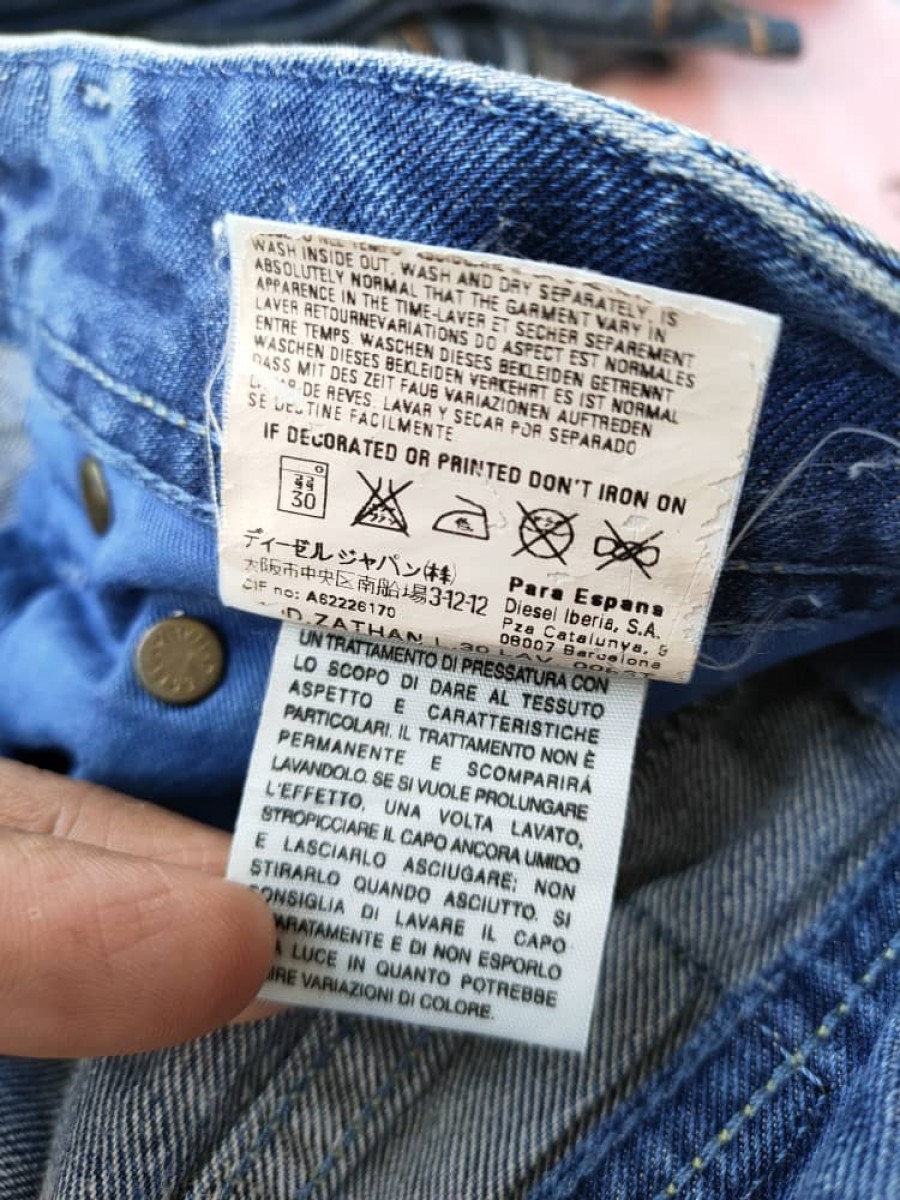 WASH INSIDE OUT, WASH AND DRY SEPARATELY, IS
ABSOLUTELY NORMAL THAT THE GARMENT VARY IN
APPARENCE IN THE TIME-LAVER ET SECHER SEPAREMENT
LAVER RETOURNEVARIATIONS DO ASPECT EST NORMALES
ENTRE TEMPS. WASCHEN DIESES BEKLEIDEN GETRENNT
WASCHEN DIESES BEKLEIDEN VERKEHRT ES IST NORMAL
DASS MIT DES ZEIT FAUB VARIAZIONEN AUFTREDEN
DE REVES, LAVAR Y SECAR POR SEPARADO
SE DESTINE FACILMENTE
IF DECORATED OR PRINTED DON'T IRON ON
30
ディーゼルジャパン(株)
大阪市中央区南船場3-12-12
CIF no: A62226170
Para Espana
Diesel Iberia, S.A.
Pza Catalunya, 9
08007 Barcelona
D. ZATHAN L.30 LAV.
UN TRATTAMENTO DI PRESSATURA CON
LO SCOPO DI DARE AL TESSUTO
ASPETTO E CARATTERISTICHE
PARTICOLARI. IL TRATTAMENTO NON È
PERMANENTE E SCOMPARIRÁ
LAVANDOLO. SE SI VUOLE PROLUNGARE
L'EFFETTO, UNA VOLTA LAVATO,
STROPICCIARE IL CAPO ANCORA UMIDO
E LASCIARLO ASCIUGARE; NON
STIRARLO QUANDO ASCIUTTO. SI
CONSIGLIA DI LAVARE IL CAPO
ARATAMENTE E DI NON ESPORLO
LUCE IN QUANTO POTREBBE
IRE VARIAZIONI DI COLORE.